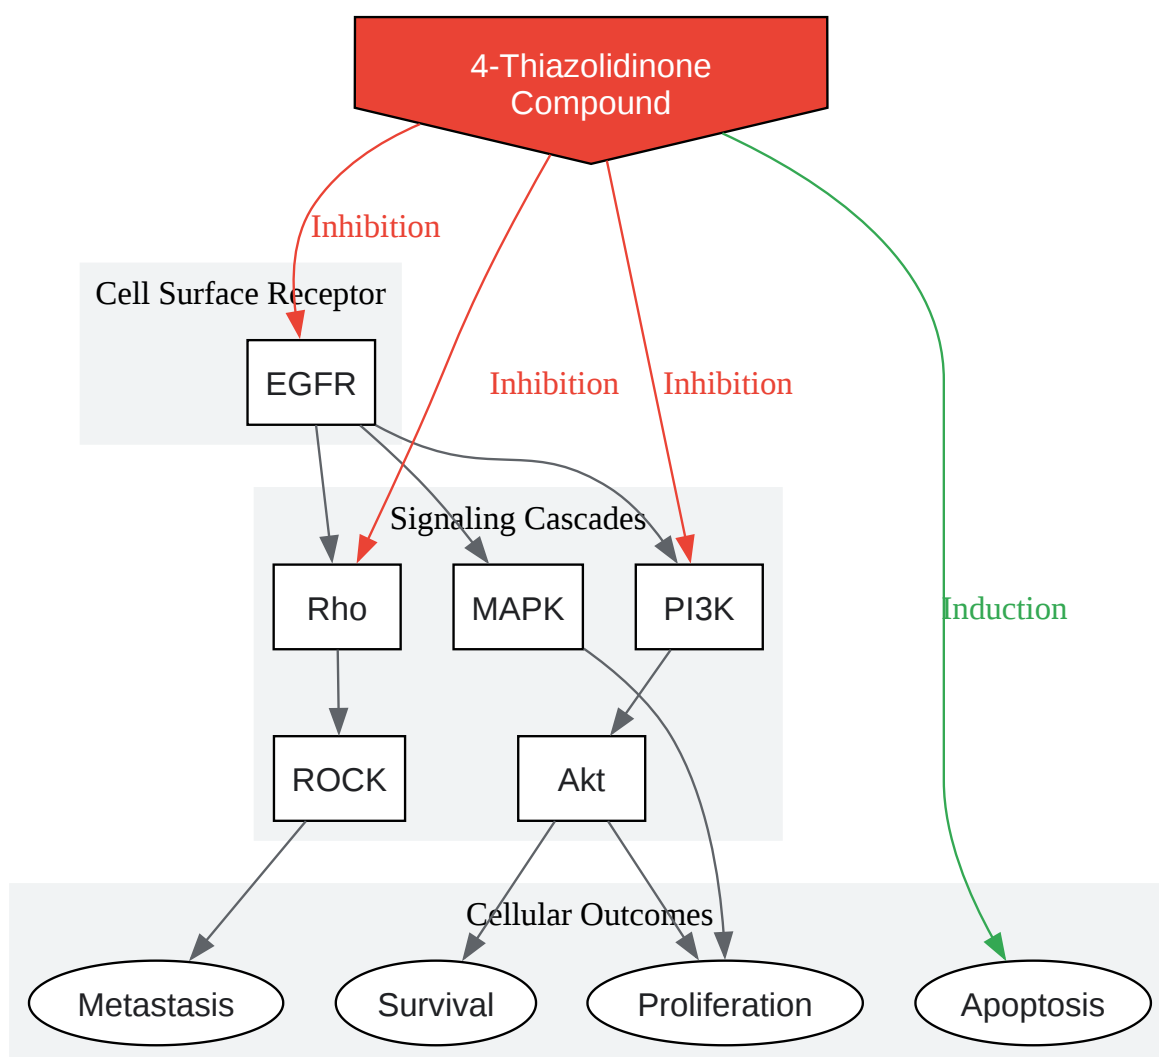 4-Thiazolidinone
Compound
Inhibition
Cell Surface Receptor
EGFR
Inhibition
Inhibition
Signaling Cascades
Rho
MAPK
PI3K
Induction
ROCK
Akt
Cellular Outcomes
Metastasis
Survival
Proliferation
Apoptosis